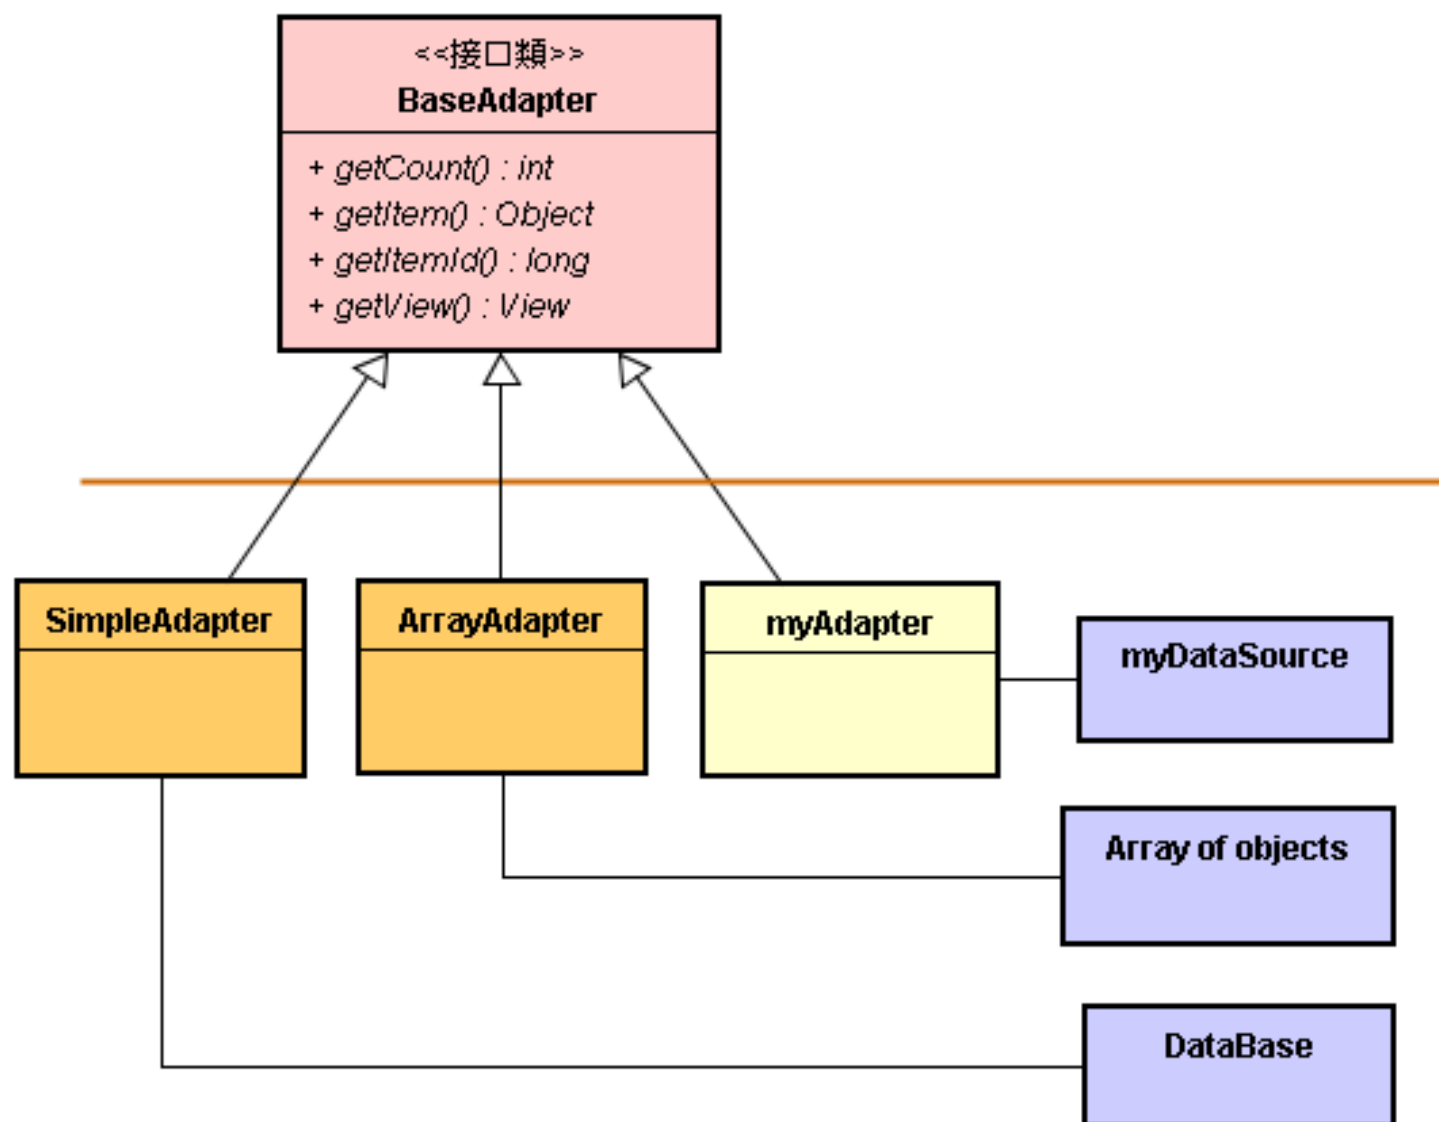 <<接口類>>
BaseAdapter
+ getCount() : int
+ getItem() : Object
+ getItemId() : long
+ getView() : View
SimpleAdapter
ArrayAdapter
myAdapter
myDataSource
Array of objects
DataBase